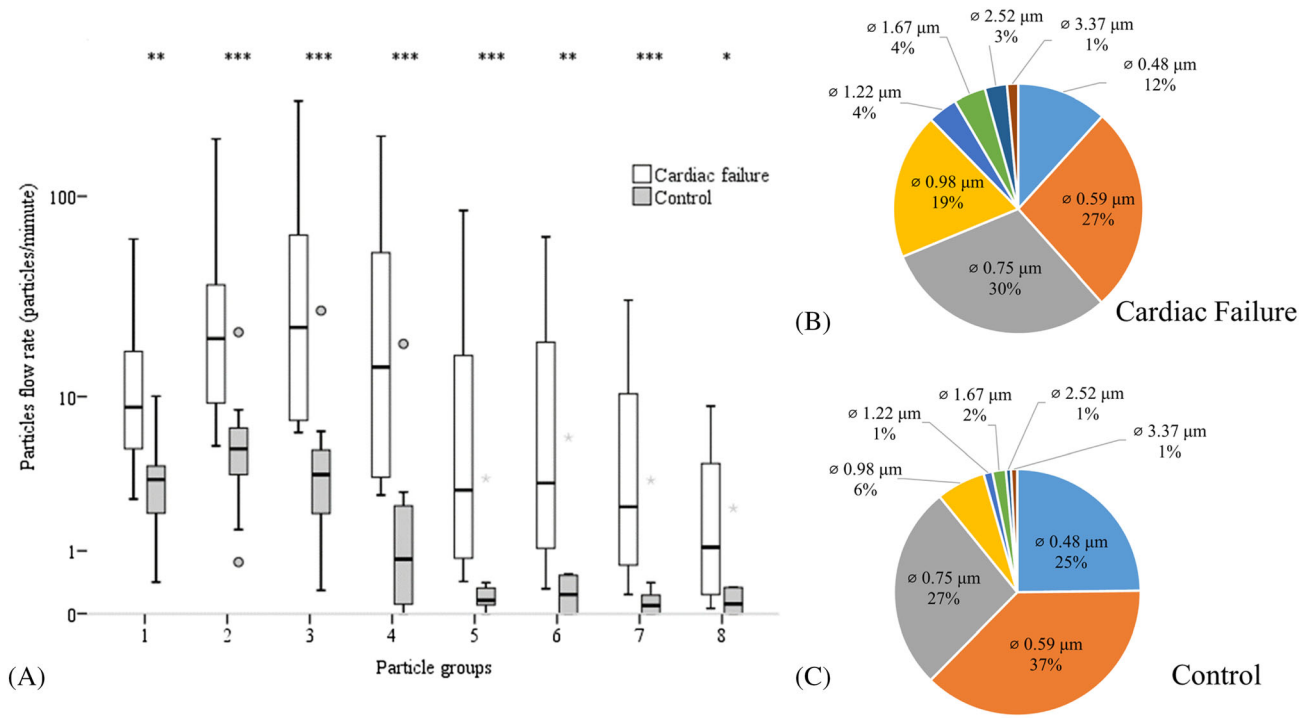 ** *** *** *** *** ** *** *
Particles flow rate (particles/mimute)
100
10
1
0
Cardiac failure
Control
1 2 3 4 5 6 7 8
Particle groups
(A)
⌀ 0.48 μm
12%
⌀ 0.59 μm
27%
⌀ 0.75 μm
30%
⌀ 0.98 μm
19%
⌀ 1.22 μm
4%
⌀ 1.67 μm
4%
⌀ 2.52 μm
3%
⌀ 3.37 μm
1%
(B)
Cardiac Failure
⌀ 0.48 μm
25%
⌀ 0.59 μm
37%
⌀ 0.75 μm
27%
⌀ 0.98 μm
6%
⌀ 1.22 μm
1%
⌀ 1.67 μm
2%
⌀ 2.52 μm
1%
⌀ 3.37 μm
1%
(C)
Control